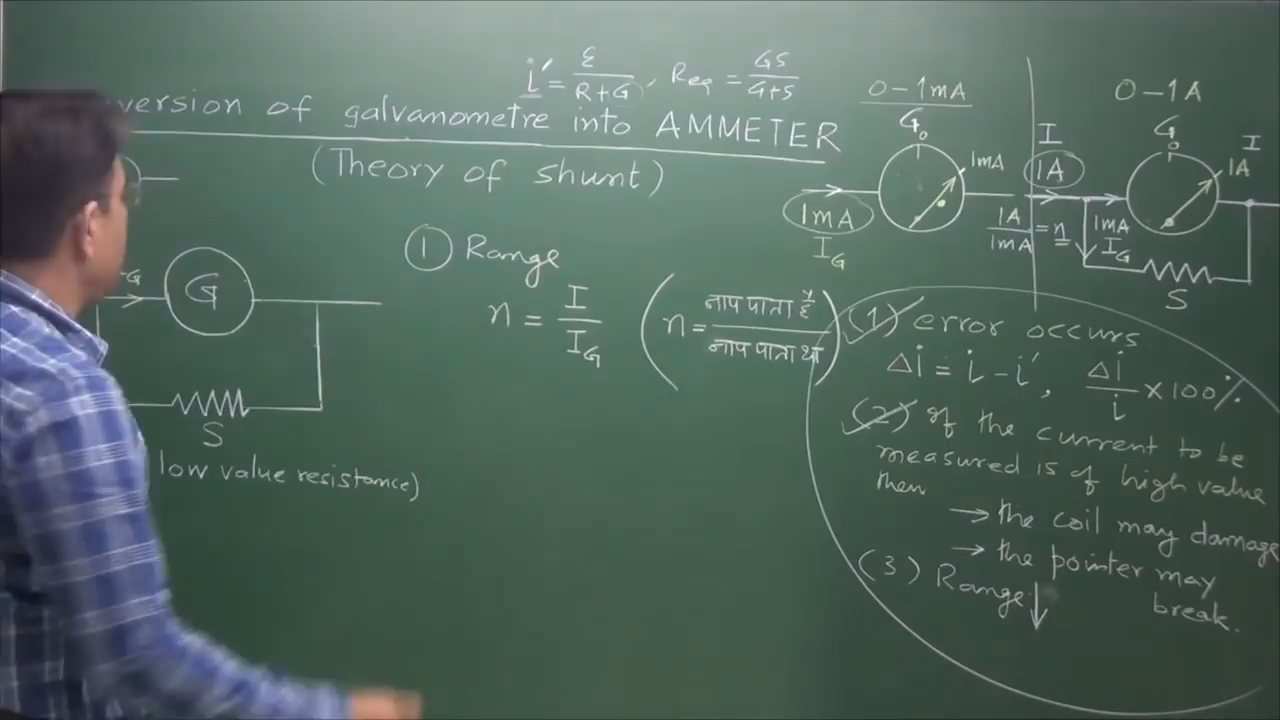 i' = ε/(R+G), Req = GS/(G+S)
version of galvanometre into AMMETER
(Theory of shunt)
G
S
low value resistance)
① Range
n = I/I_G (n = नाप पाता है/नाप पाता था)
0-1mA
G₀
1mA
1mA
I_G
0-1A
G₀
I
1A
I
1A
1A/1mA = n
1mA
I_G
S
(1) error occurs
Δi = i - i', Δi/i × 100%
(2) If the current to be
measured is of high value
then
→ the coil may damage
→ the pointer may
break.
(3) Range ↓